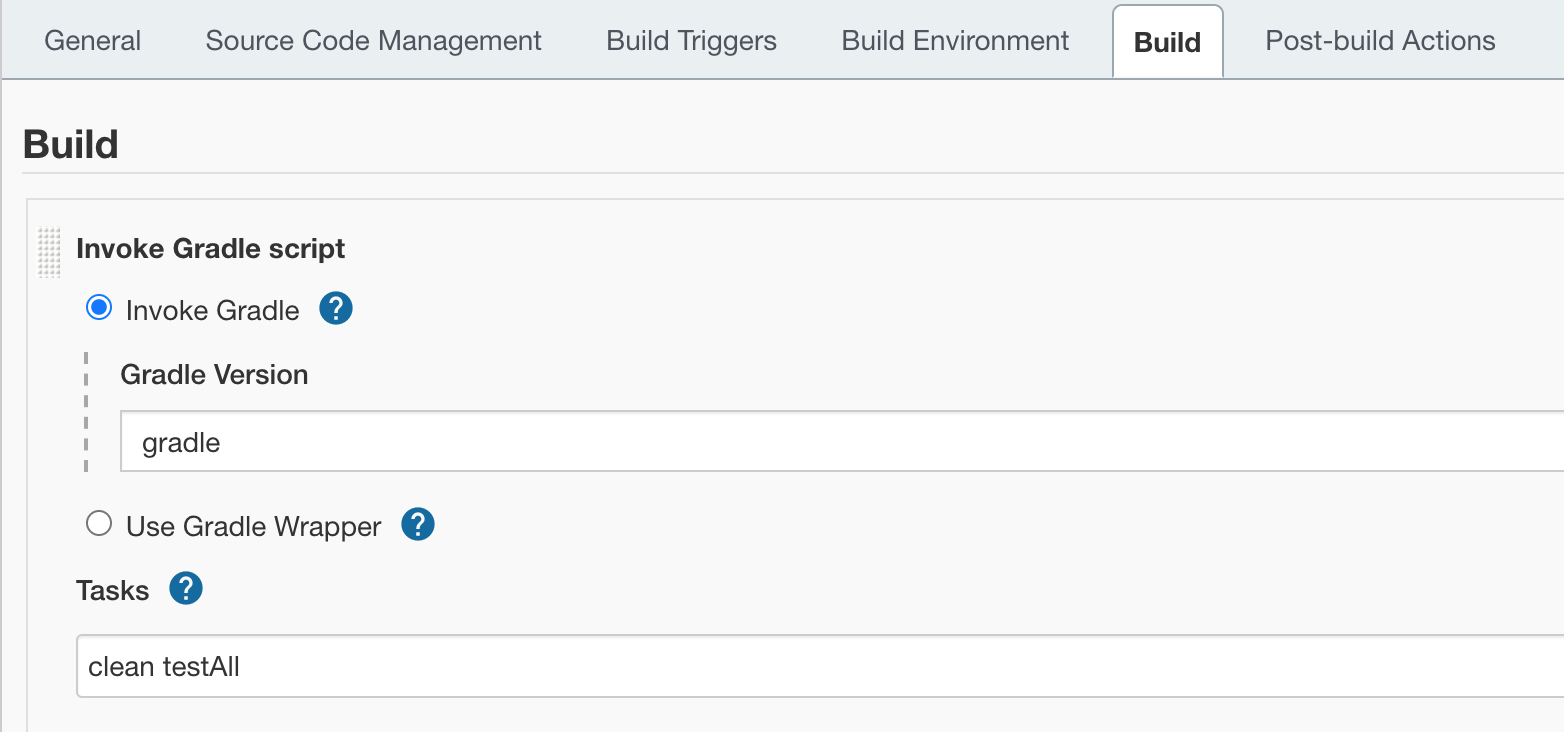 General Source Code Management Build Triggers Build Environment Build Post-build Actions
Build
Invoke Gradle script
Invoke Gradle ?
Gradle Version
gradle
Use Gradle Wrapper ?
Tasks ?
clean testAll